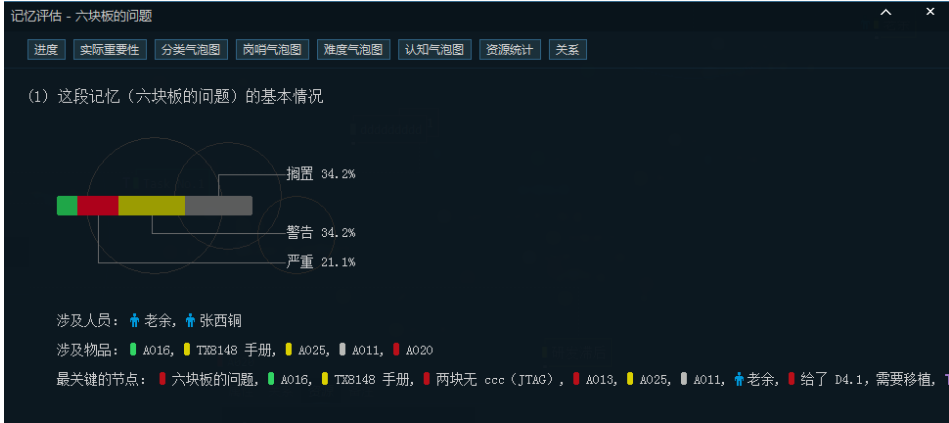 记忆评估 - 六块板的问题
进度 实际重要性 分类气泡图 岗哨气泡图 难度气泡图 认知气泡图 资源统计 关系
(1) 这段记忆（六块板的问题）的基本情况
搁置 34.2%
警告 34.2%
严重 21.1%
涉及人员: 老余, 张西铜
涉及物品: A016, TX8148 手册, A025, A011, A020
最关键的节点: 六块板的问题, A016, TX8148 手册, 两块无 ccc（JTAG）, A013, A025, A011, 老余, 给了 D4.1, 需要移植,